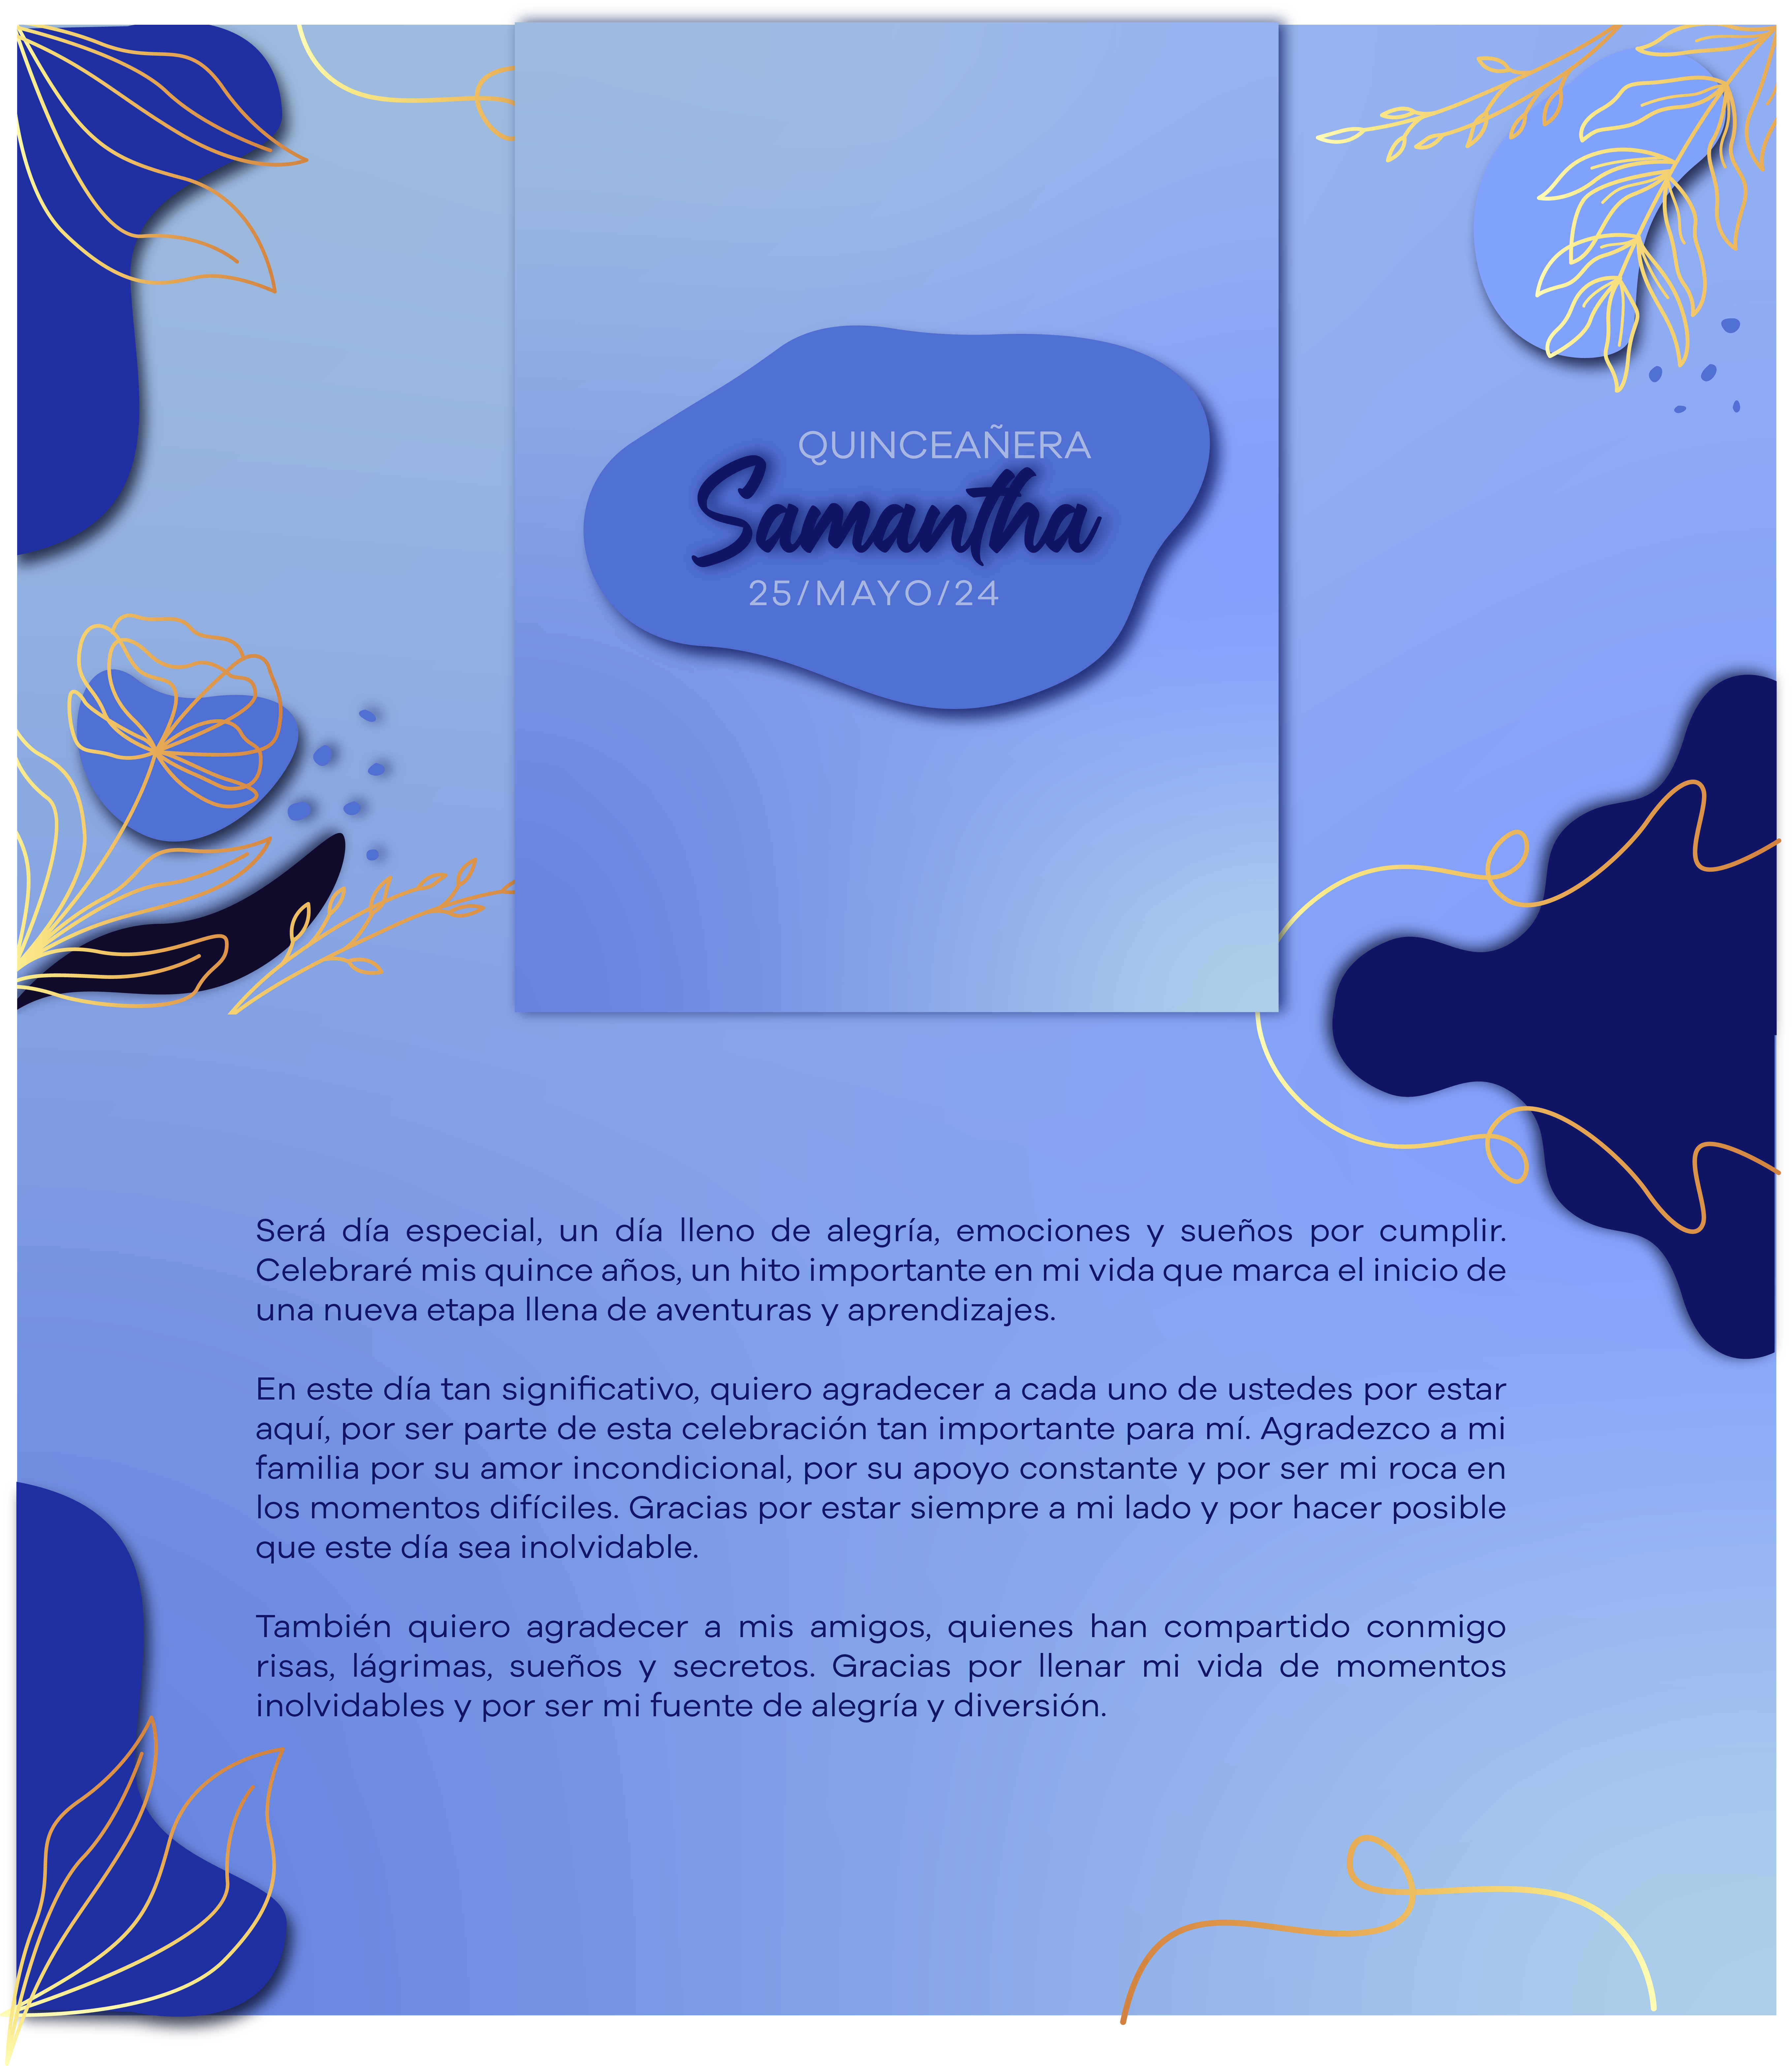 QUINCEAÑERA
Samantha
25/MAYO/24
Será día especial, un día lleno de alegría, emociones y sueños por cumplir.
Celebraré mis quince años, un hito importante en mi vida que marca el inicio de
una nueva etapa llena de aventuras y aprendizajes.
En este día tan significativo, quiero agradecer a cada uno de ustedes por estar
aquí, por ser parte de esta celebración tan importante para mí. Agradezco a mi
familia por su amor incondicional, por su apoyo constante y por ser mi roca en
los momentos difíciles. Gracias por estar siempre a mi lado y por hacer posible
que este día sea inolvidable.
También quiero agradecer a mis amigos, quienes han compartido conmigo
risas, lágrimas, sueños y secretos. Gracias por llenar mi vida de momentos
inolvidables y por ser mi fuente de alegría y diversión.